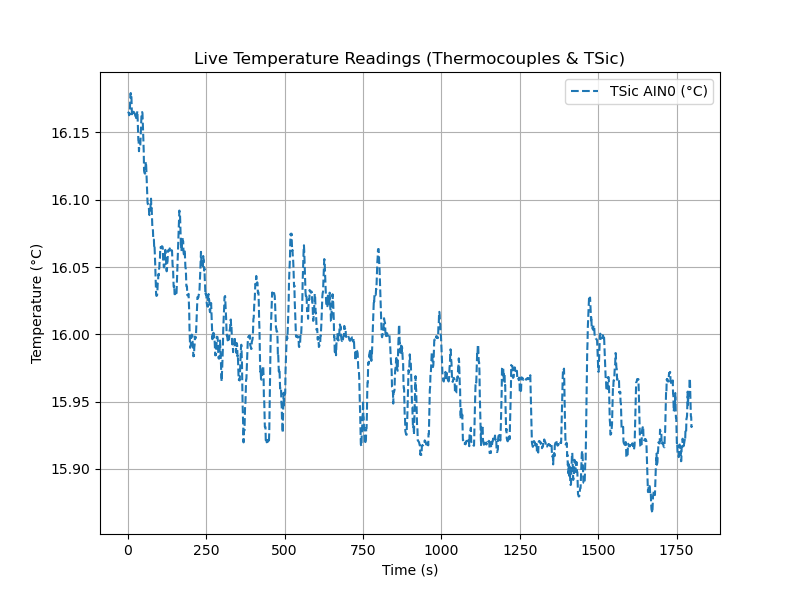 Live Temperature Readings (Thermocouples & TSic)
TSic AIN0 (°C)
16.15
16.10
16.05
16.00
15.95
15.90
Temperature (°C)
0 250 500 750 1000 1250 1500 1750
Time (s)